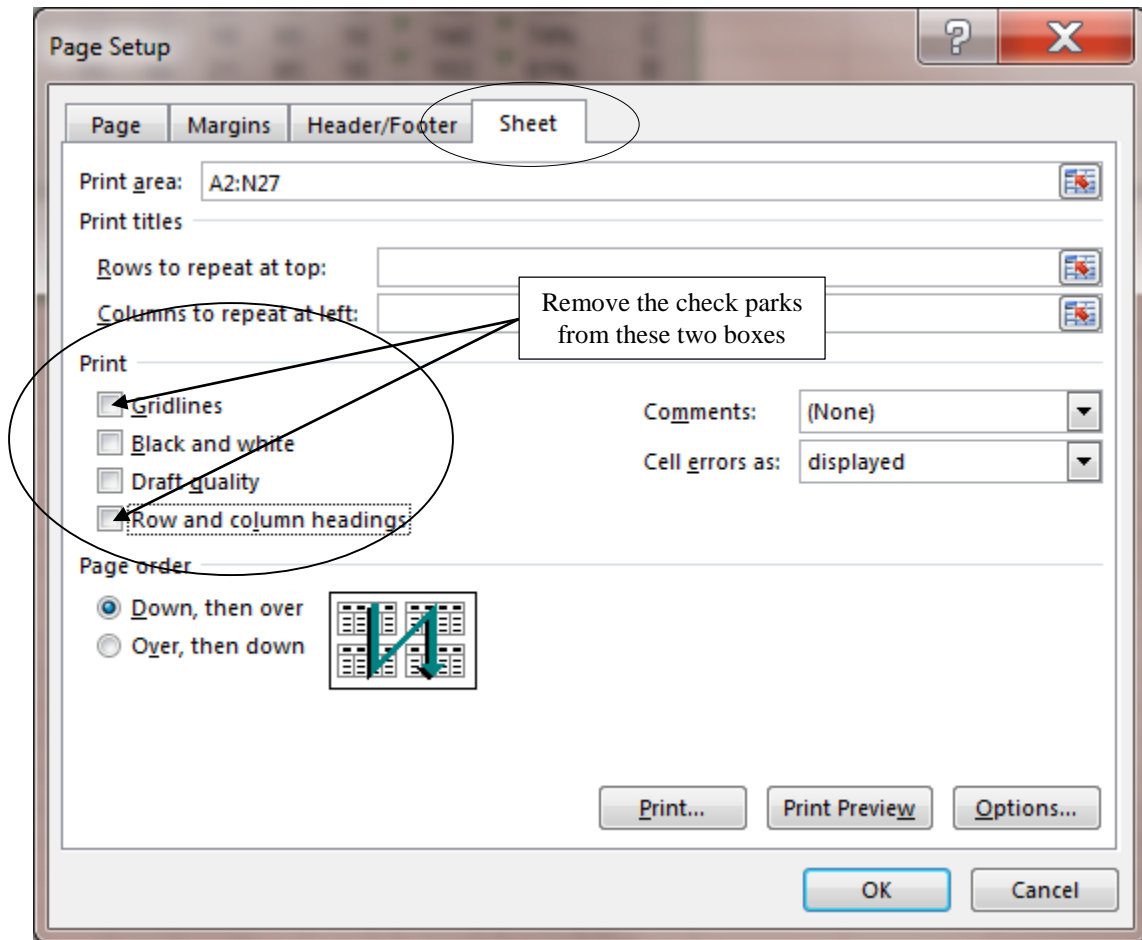 Page Setup
Page Margins Header/Footer Sheet
Print area: A2:N27
Print titles
Rows to repeat at top:
Columns to repeat at left:
Remove the check parks
from these two boxes
Print
Gridlines
Black and white
Draft quality
Row and column headings
Comments: (None)
Cell errors as: displayed
Page order
Down, then over
Over, then down
Print... Print Preview Options...
OK Cancel